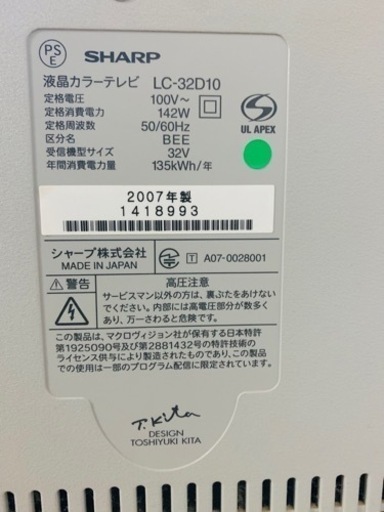 PS
E
SHARP
液晶カラーテレビ LC-32D10
定格電圧 100V～
定格消費電力 142W
定格周波数 50/60Hz
区分名 BEE
受信機型サイズ 32V
年間消費電力量 135kWh/年
S
UL APEX
2007年製
1418993
シャープ株式会社
MADE IN JAPAN
T A07-0028001
警告
高圧注意
サービスマン以外の方は、裏ぶたをあけない
でください。内部には高電圧部分が数多く
あり、万一さわると危険です。
この製品は、マクロヴィジョン社が保有する日本特許
第1925090号及び第2881432号の特許技術の
ライセンス供与により製造されました。この製品
での使用は一部のプログラム配信に限定されています。
T.Kita
DESIGN
TOSHIYUKI KITA